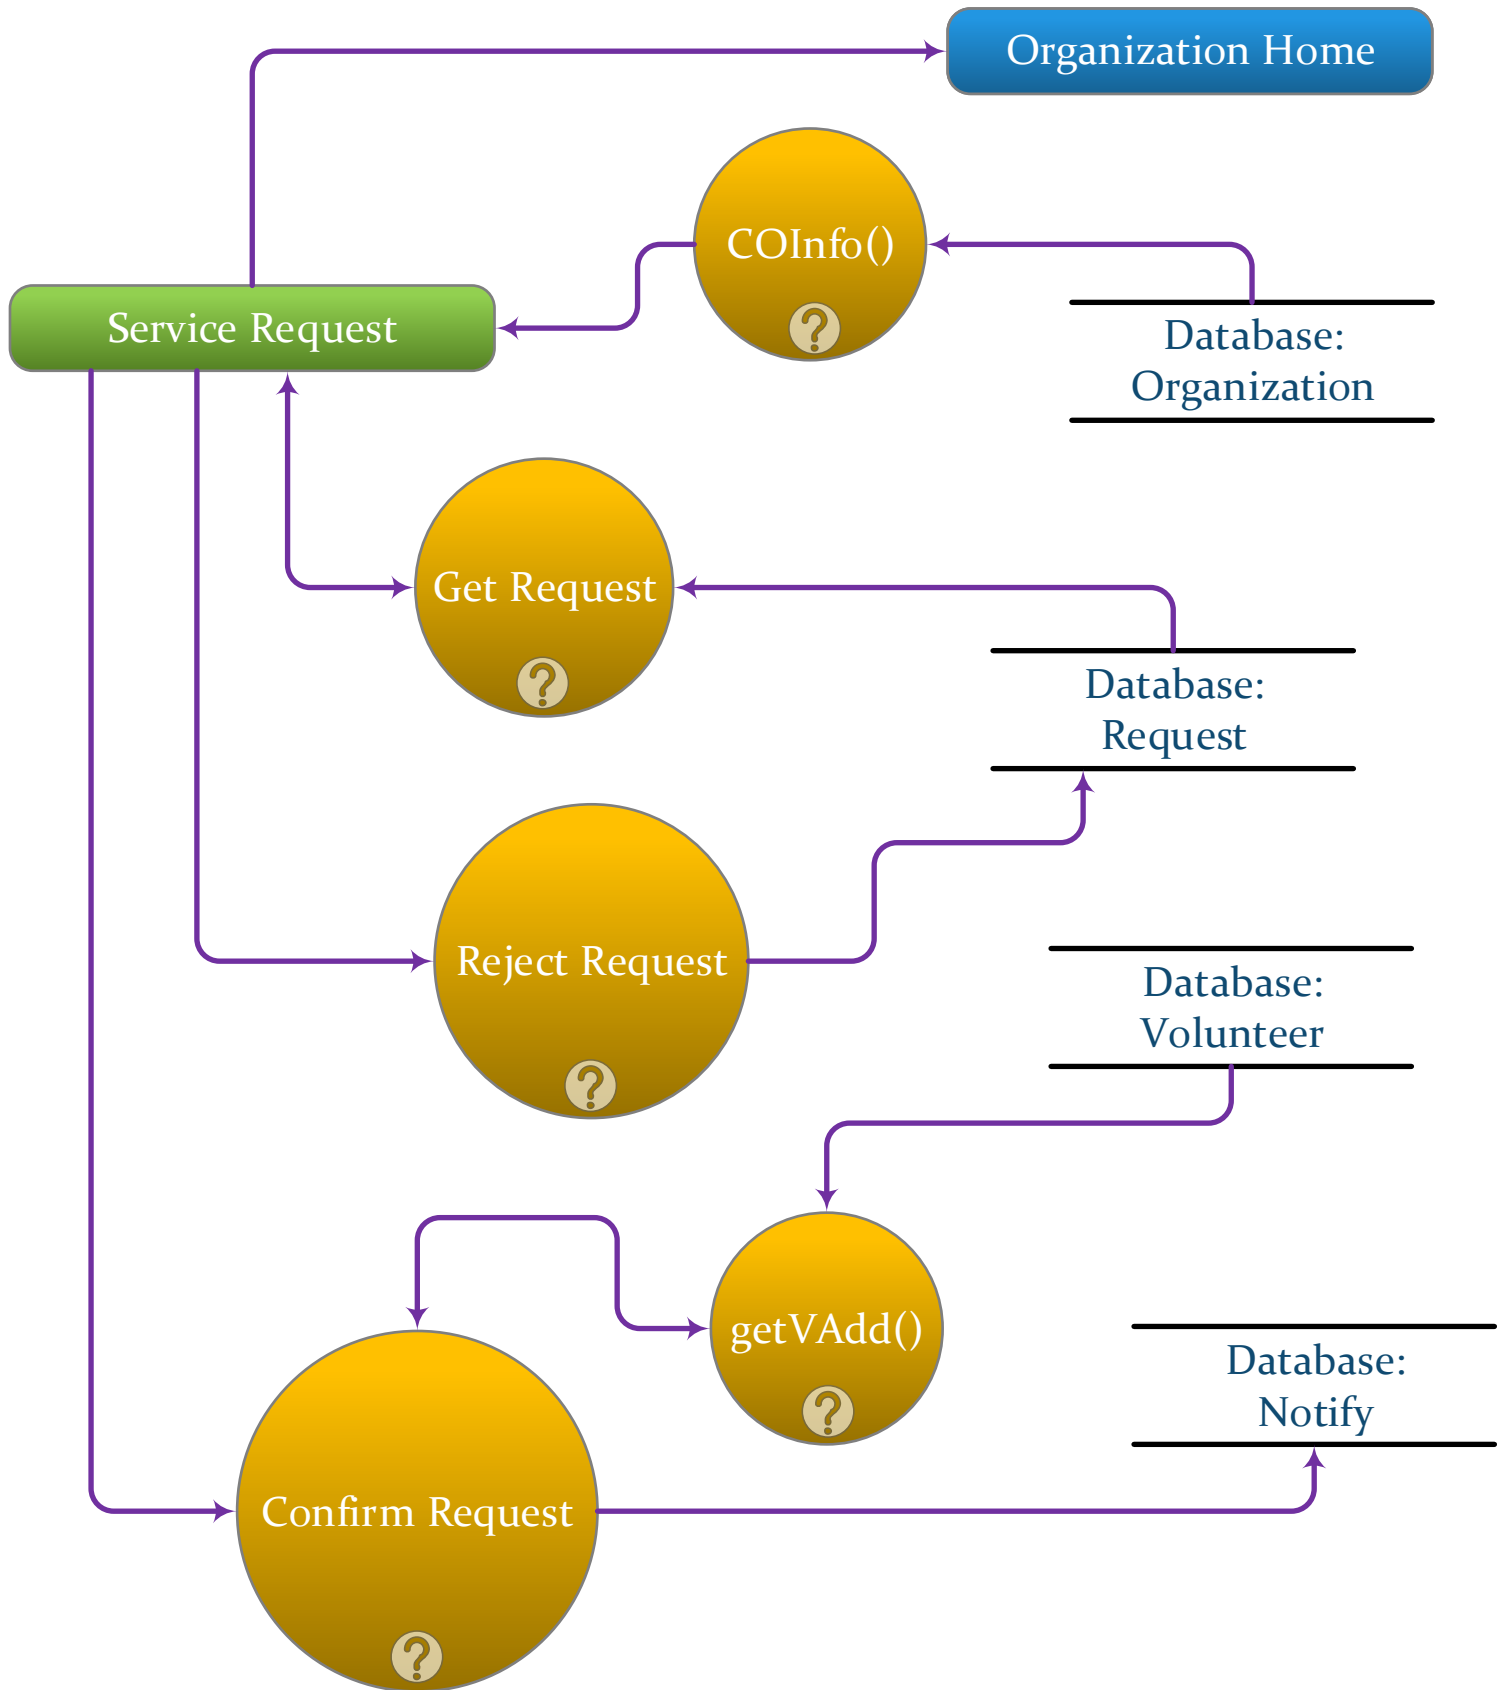 Organization Home
COInfo()
Service Request
Database:
Organization
?
Get Request
?
Database:
Request
Reject Request
?
Database:
Volunteer
getVAdd()
?
Database:
Notify
Confirm Request
?